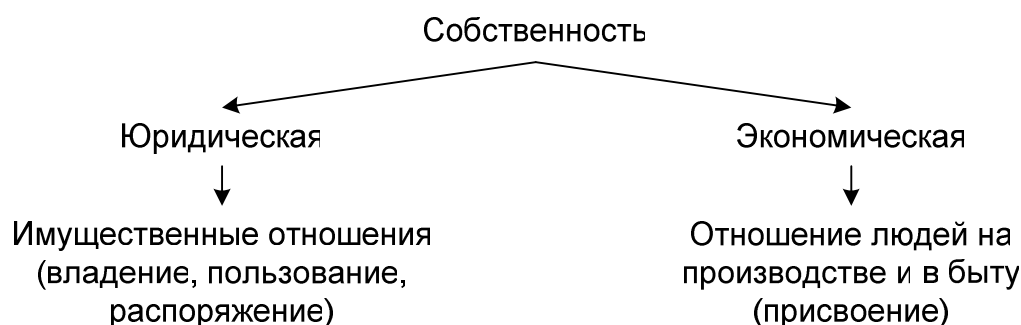 Собственность
Юридическая
Экономическая
Имущественные отношения
(владение, пользование,
распоряжение)
Отношение людей на
производстве и в быту
(присвоение)